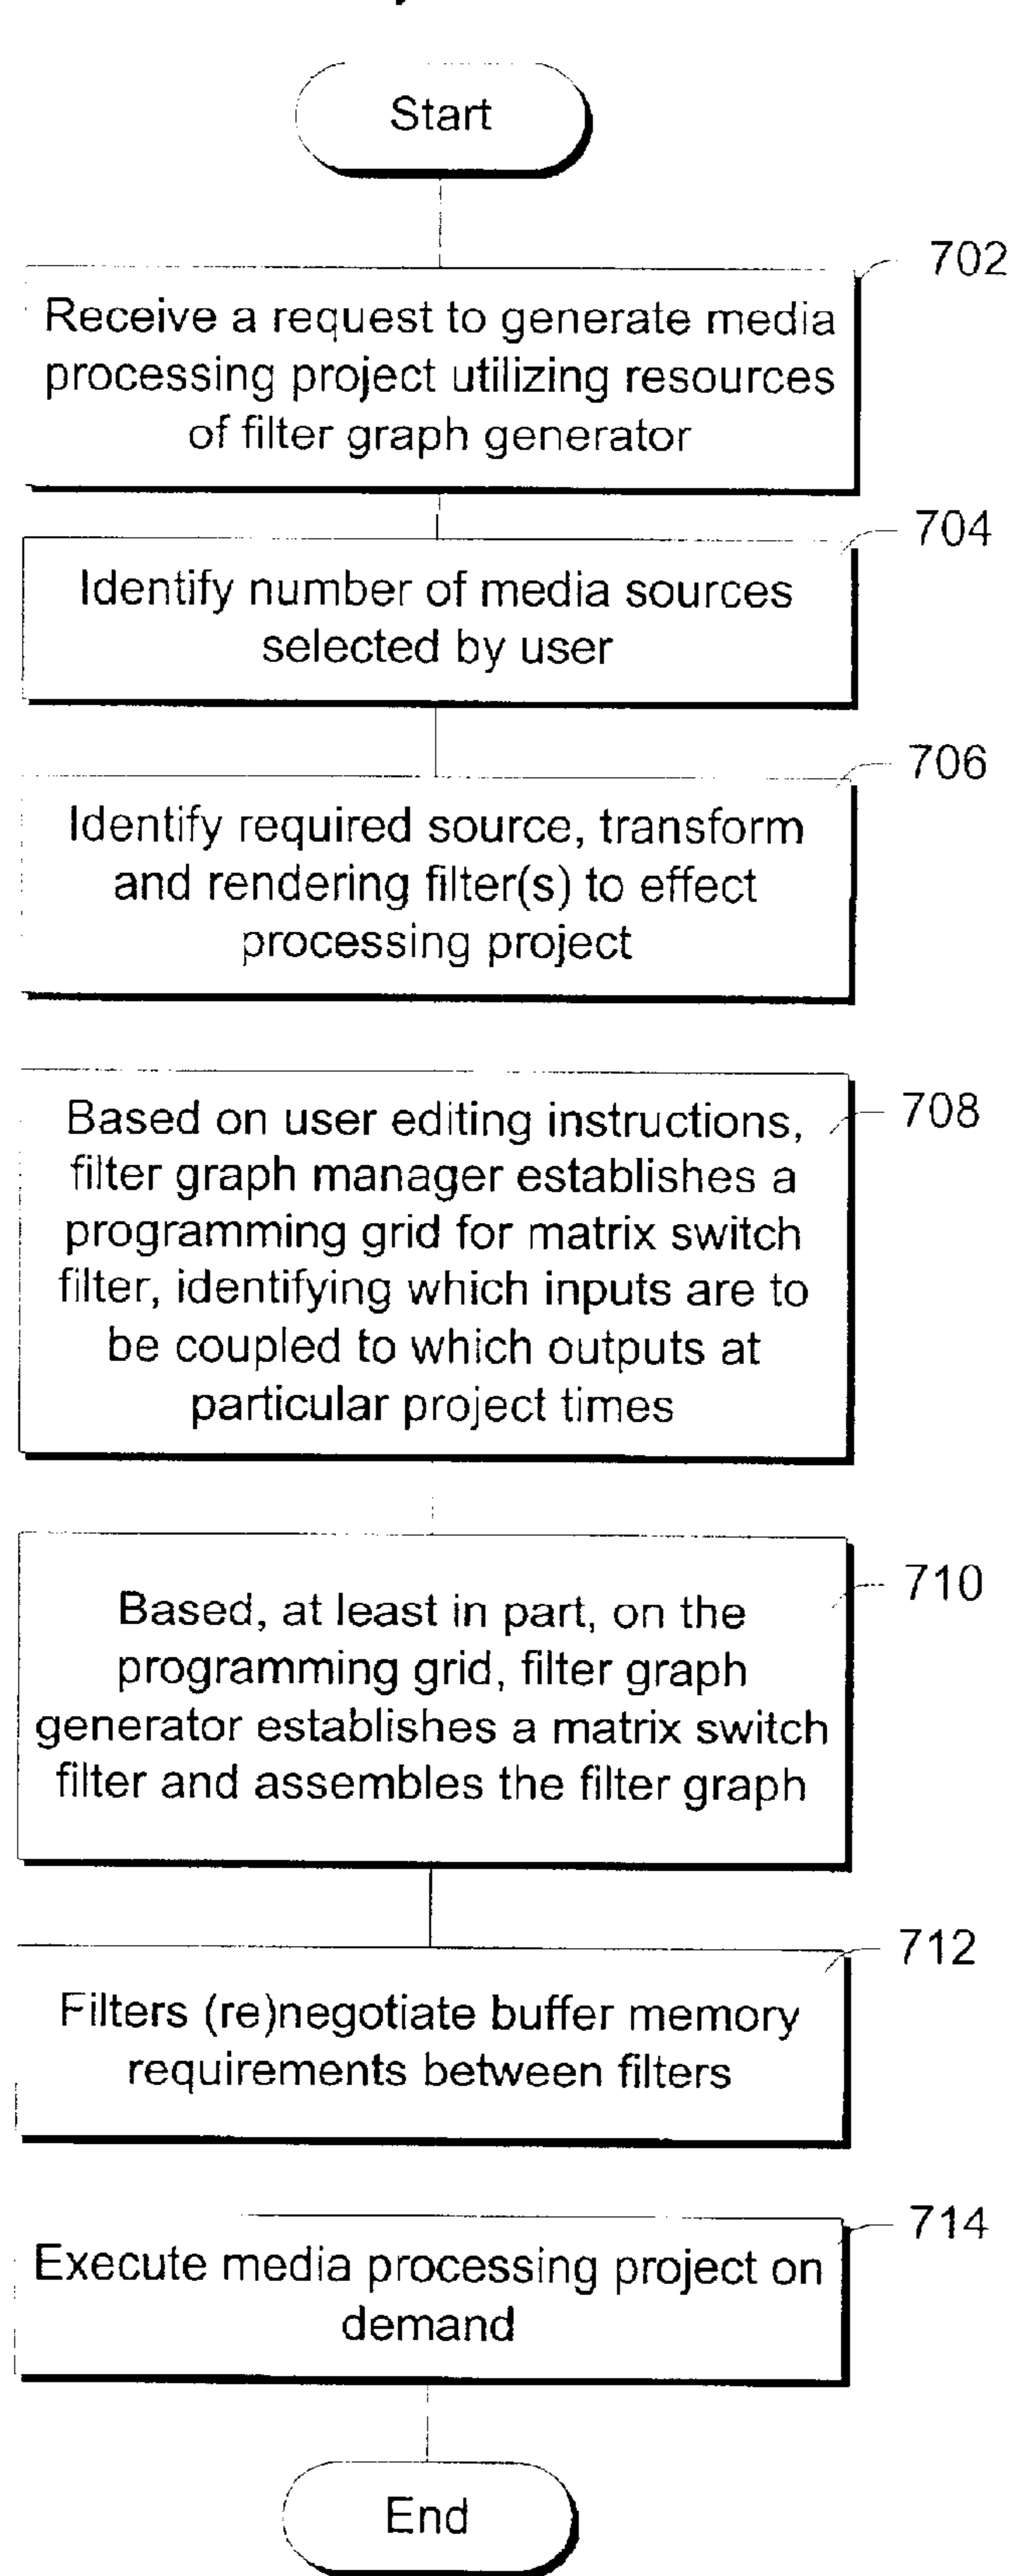 Start
702
Receive a request to generate media
processing project utilizing resources
of filter graph generator
704
Identify number of media sources
selected by user
706
Identify required source, transform
and rendering filter(s) to effect
processing project
708
Based on user editing instructions,
filter graph manager establishes a
programming grid for matrix switch
filter, identifying which inputs are to
be coupled to which outputs at
particular project times
710
Based, at least in part, on the
programming grid, filter graph
generator establishes a matrix switch
filter and assembles the filter graph
712
Filters (re)negotiate buffer memory
requirements between filters
714
Execute media processing project on
demand
End